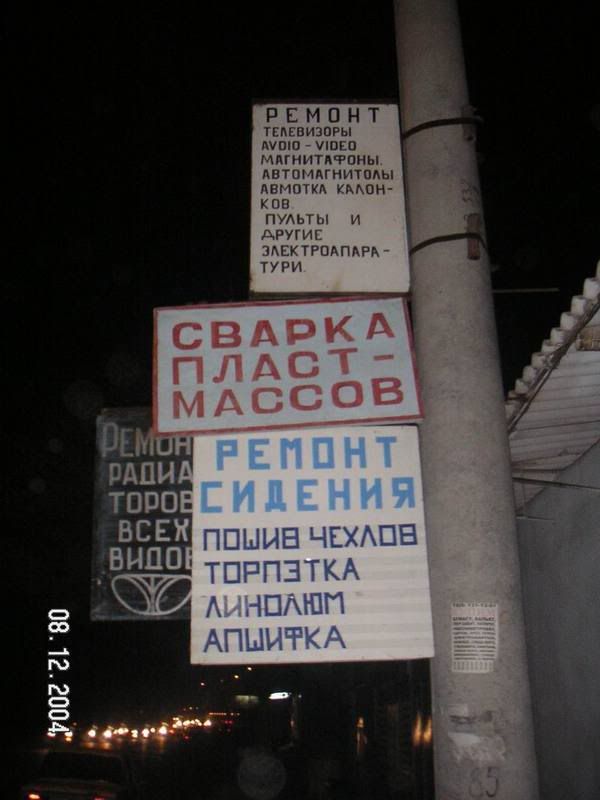 РЕМОНТ
ТЕЛЕВИЗОРЫ
AVDIO - VIDEO
МАГНИТАФОНЫ.
АВТОМАГНИТОЛЫ
АВМОТКА КАЛОН-
КОВ.
ПУЛЬТЫ И
ДРУГИЕ
ЭЛЕКТРОАПАРА-
ТУРИ.
СВАРКА
ПЛАСТ-
МАССОВ
РЕМОН
РАДИА
ТОРОВ
ВСЕХ
ВИДОВ
РЕМОНТ
СИДЕНИЯ
ПОШИВ ЧЕХЛОВ
ТОРПЭТКА
ЛИНОЛЮМ
АПШИФКА
85
08.12.2004